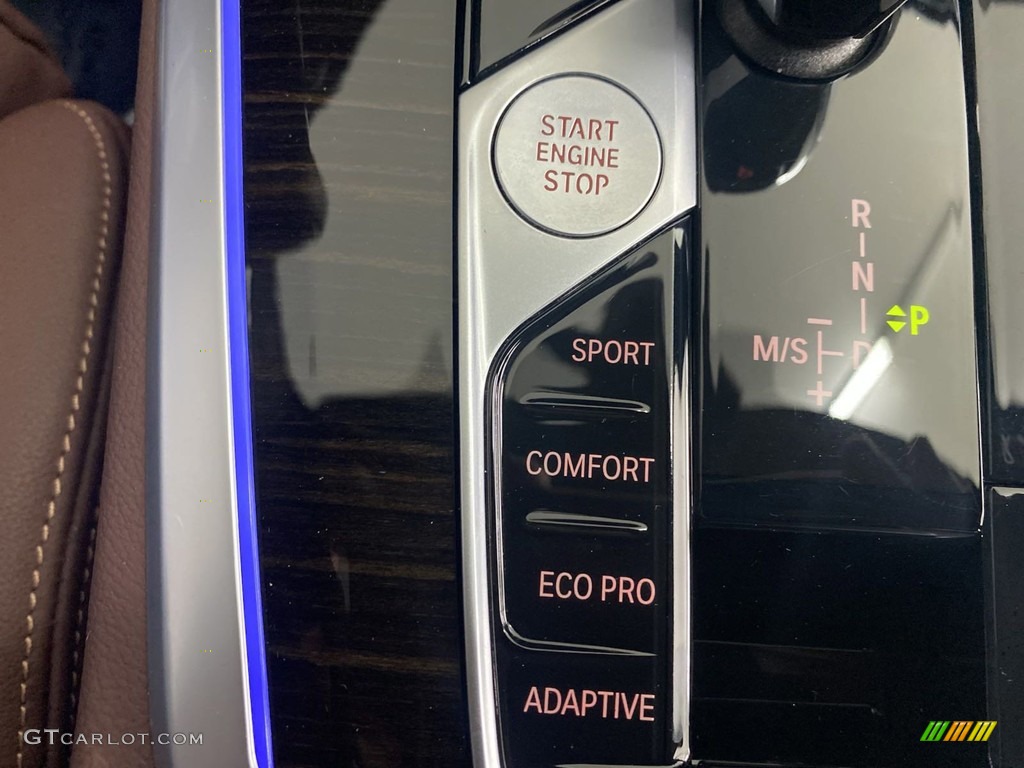 START
ENGINE
STOP
R
N
P
M/S
D
+
SPORT
COMFORT
ECO PRO
ADAPTIVE
GTCARLOT.COM